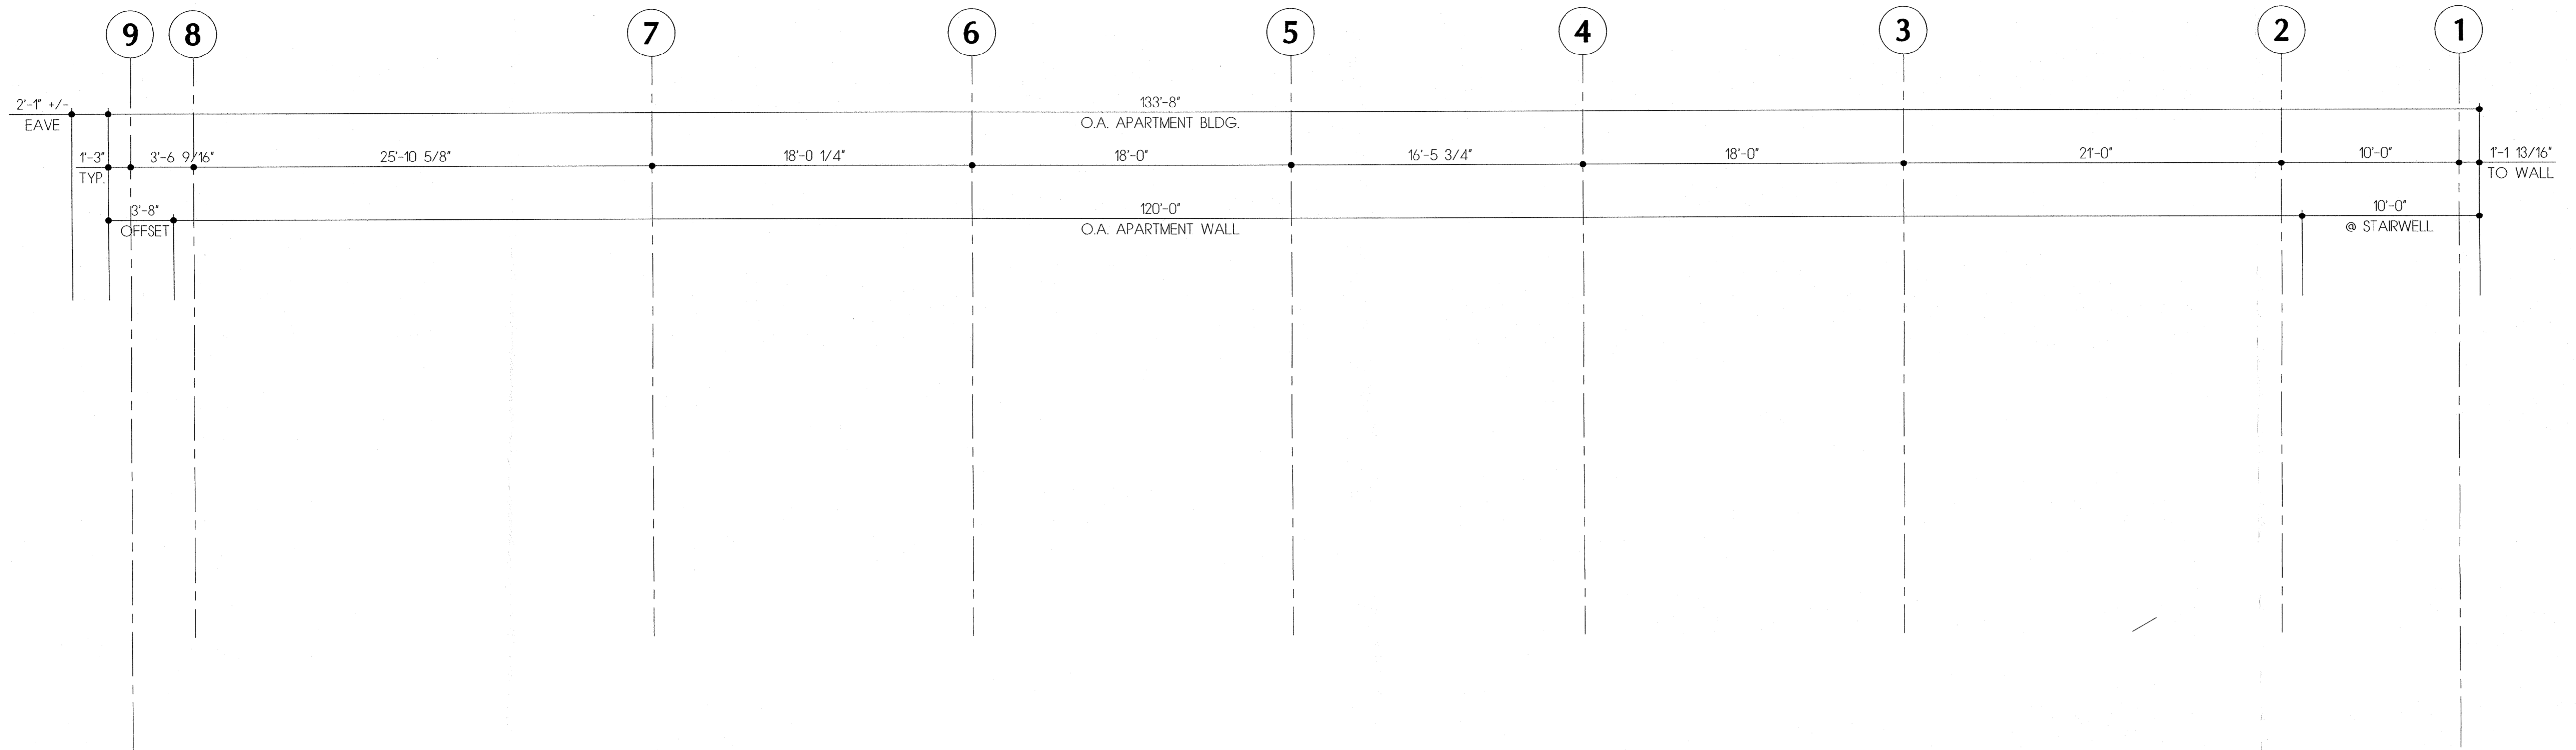 9 8 7 6 5 4 3 2 1
2'-1" +/- 133'-8"
EAVE O.A. APARTMENT BLDG.
1'-3" 3'-6 9/16" 25'-10 5/8" 18'-0 1/4" 18'-0" 16'-5 3/4" 18'-0" 21'-0" 10'-0" 1'-1 13/16"
TYP. TO WALL
3'-8" 120'-0" 10'-0"
OFFSET O.A. APARTMENT WALL @ STAIRWELL